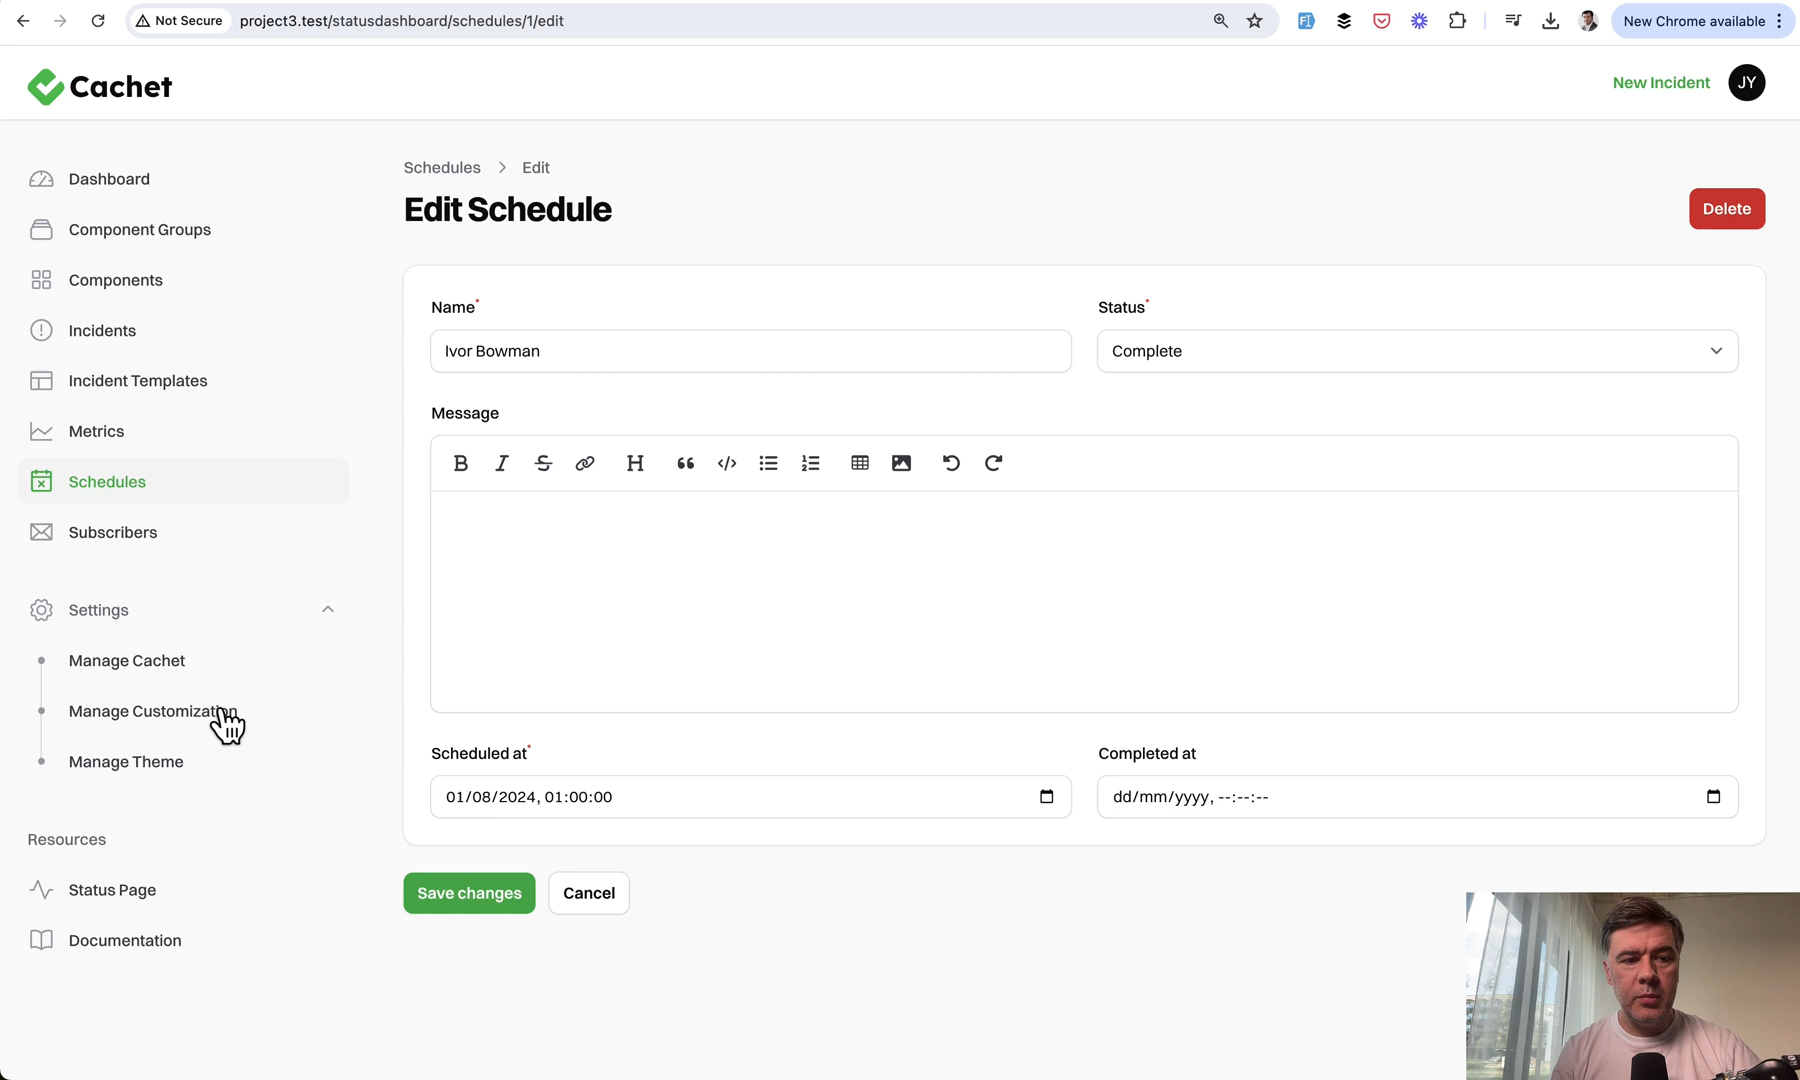 Not Secure
project3.test/statusdashboard/schedules/1/edit
New Chrome available
Cachet
New Incident
JY
Dashboard
Component Groups
Components
Incidents
Incident Templates
Metrics
Schedules
Subscribers
Settings
Manage Cachet
Manage Customization
Manage Theme
Resources
Status Page
Documentation
Schedules > Edit
Edit Schedule
Delete
Name*
Ivor Bowman
Status*
Complete
Message
Scheduled at*
01/08/2024, 01:00:00
Completed at
dd/mm/yyyy, --:--:--
Save changes
Cancel